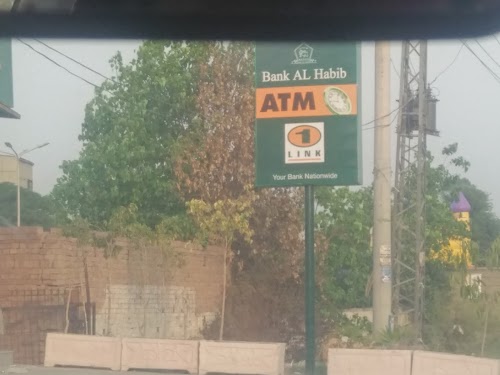 Bank AL Habib
ATM
1
LINK
Your Bank Nationwide